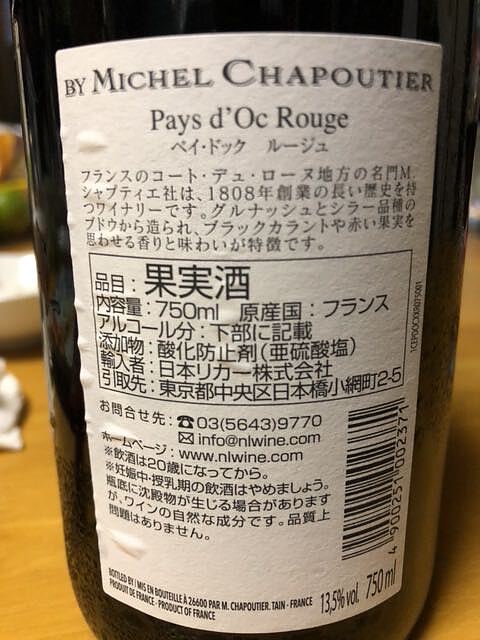 BY MICHEL CHAPOUTIER
Pays d'Oc Rouge
ペイ・ドック ルージュ
フランスのコート・デュ・ローヌ地方の名門M.
シャプティエ社は、1808年創業の長い歴史を持
つワイナリーです。グルナッシュとシラー品種の
ブドウから造られ、ブラックカラントや赤い果実を
思わせる香りと味わいが特徴です。
品目：果実酒
内容量：750ml 原産国：フランス
アルコール分：下部に記載
添加物：酸化防止剤(亜硫酸塩)
輸入者：日本リカー株式会社
引取先：東京都中央区日本橋小網町2-5
お問合せ先：☎03(5643)9770
✉info@nlwine.com
ホームページ：www.nlwine.com
※飲酒は20歳になってから。
※妊娠中・授乳期の飲酒はやめましょう。
瓶底に沈殿物が生じる場合があります
が、ワインの自然な成分です。品質上
問題はありません。
4 900251 002371
BOTTLED BY / MIS EN BOUTEILLE À 26600 PAR M. CHAPOUTIER. TAIN - FRANCE
PRODUIT DE FRANCE - PRODUCT OF FRANCE
13,5% vol. 750 ml